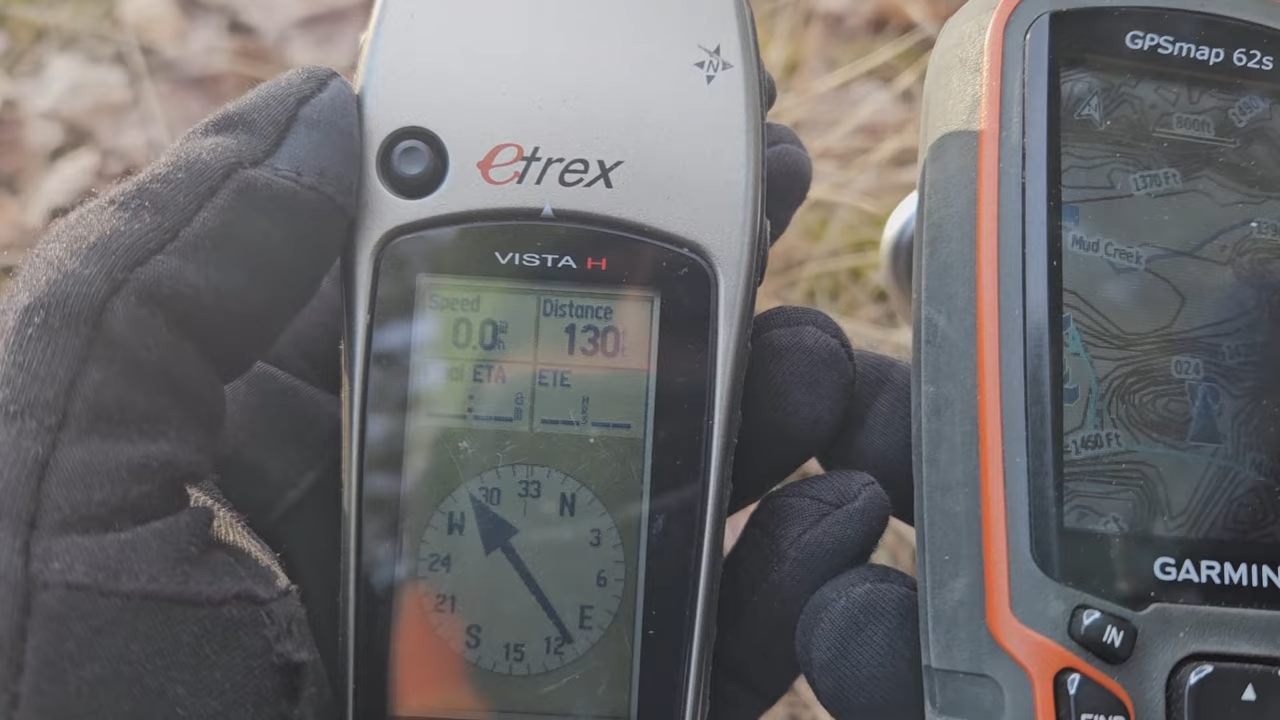 N
etrex
VISTA H
Speed
Distance
0.0
130
ETA
ETE
30
33
N
W
3
24
6
21
E
S
15
12
GPSmap 62s
800ft
1370 Ft
Mud Creek
024
1460 Ft
GARMIN
IN
FIND